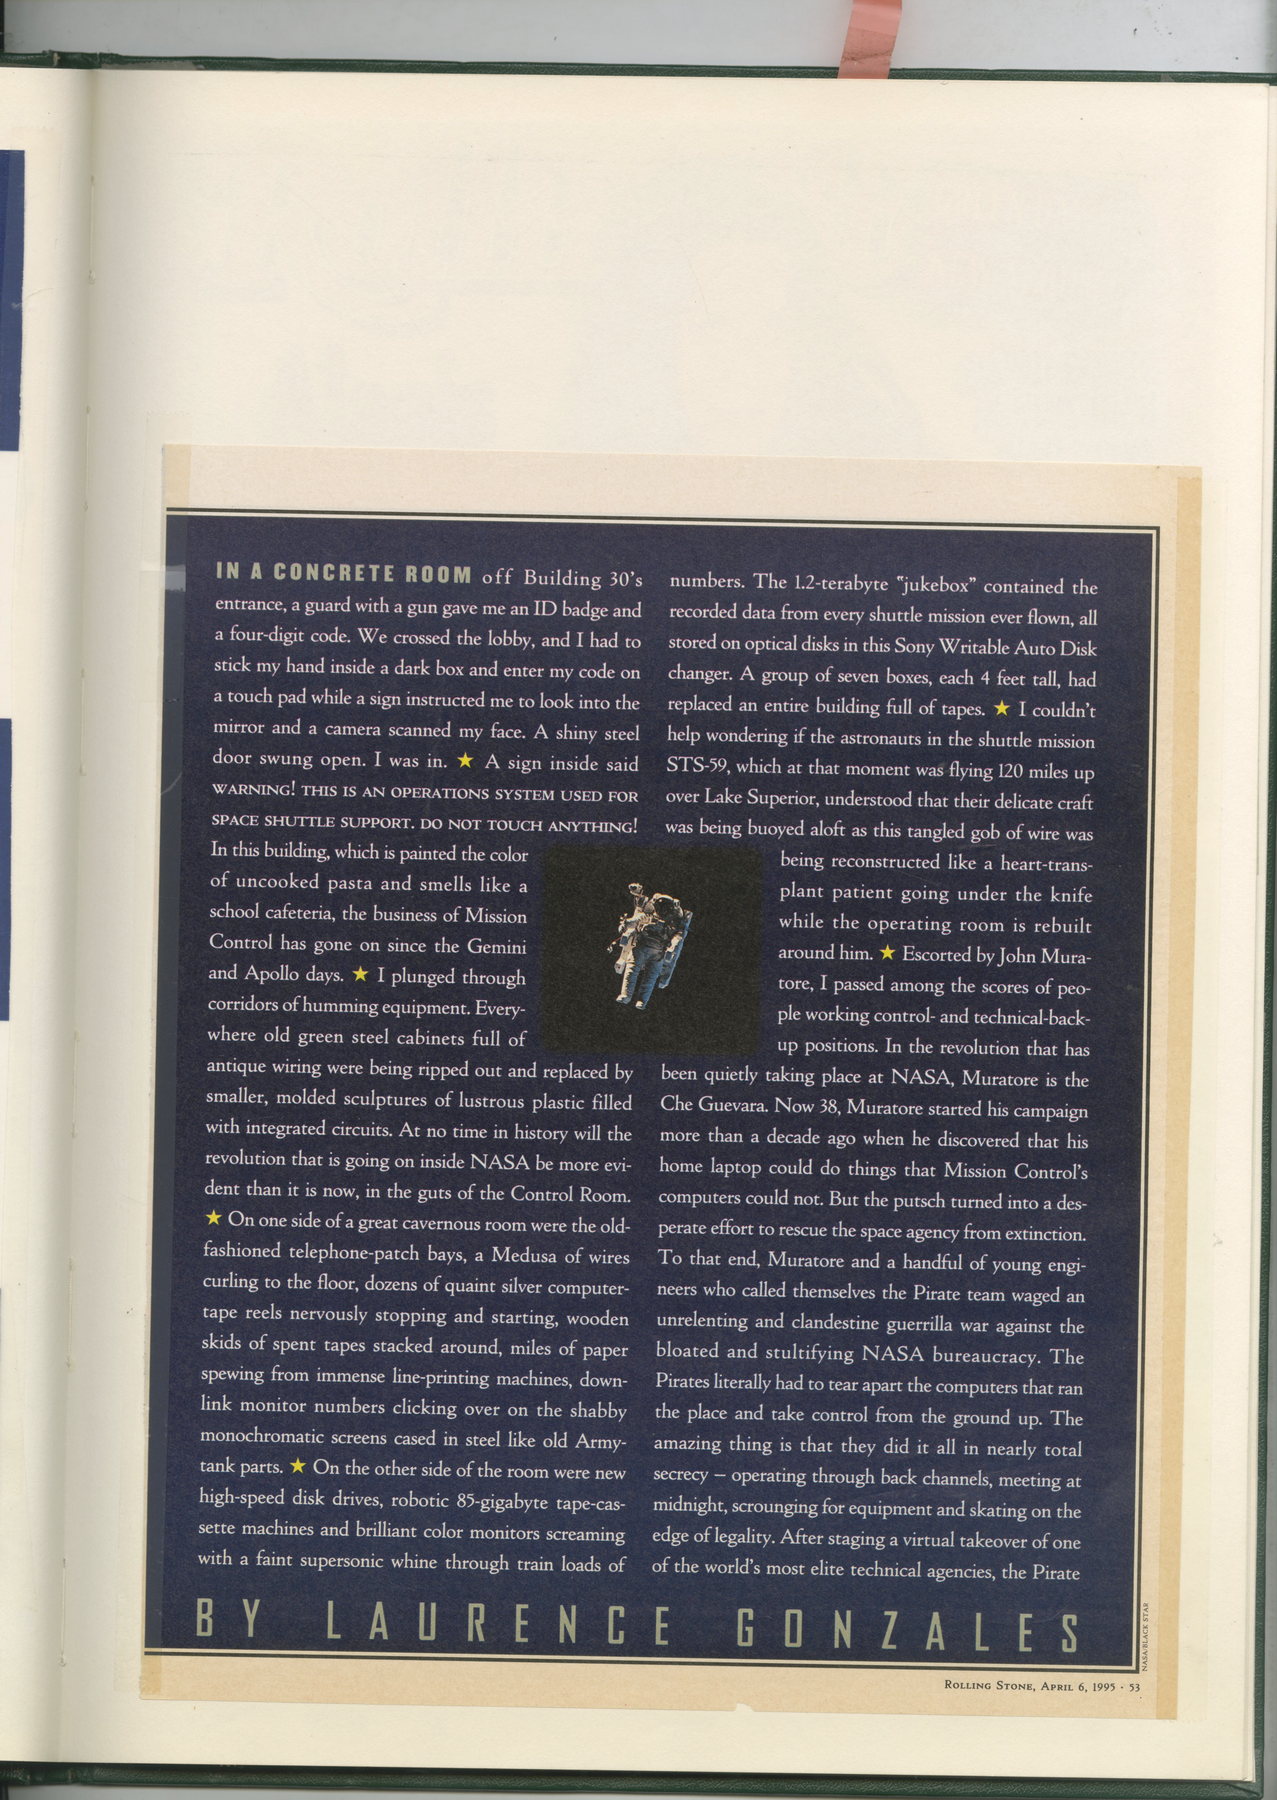 IN A CONCRETE ROOM off Building 30's
entrance, a guard with a gun gave me an ID badge and
a four-digit code. We crossed the lobby, and I had to
stick my hand inside a dark box and enter my code on
a touch pad while a sign instructed me to look into the
mirror and a camera scanned my face. A shiny steel
door swung open. I was in. ★ A sign inside said
WARNING! THIS IS AN OPERATIONS SYSTEM USED FOR
SPACE SHUTTLE SUPPORT. DO NOT TOUCH ANYTHING!
In this building, which is painted the color
of uncooked pasta and smells like a
school cafeteria, the business of Mission
Control has gone on since the Gemini
and Apollo days. ★ I plunged through
corridors of humming equipment. Every-
where old green steel cabinets full of
antique wiring were being ripped out and replaced by
smaller, molded sculptures of lustrous plastic filled
with integrated circuits. At no time in history will the
revolution that is going on inside NASA be more evi-
dent than it is now, in the guts of the Control Room.
★ On one side of a great cavernous room were the old-
fashioned telephone-patch bays, a Medusa of wires
curling to the floor, dozens of quaint silver computer-
tape reels nervously stopping and starting, wooden
skids of spent tapes stacked around, miles of paper
spewing from immense line-printing machines, down-
link monitor numbers clicking over on the shabby
monochromatic screens cased in steel like old Army-
tank parts. ★ On the other side of the room were new
high-speed disk drives, robotic 85-gigabyte tape-cas-
sette machines and brilliant color monitors screaming
with a faint supersonic whine through train loads of
numbers. The 1.2-terabyte "jukebox" contained the
recorded data from every shuttle mission ever flown, all
stored on optical disks in this Sony Writable Auto Disk
changer. A group of seven boxes, each 4 feet tall, had
replaced an entire building full of tapes. ★ I couldn't
help wondering if the astronauts in the shuttle mission
STS-59, which at that moment was flying 120 miles up
over Lake Superior, understood that their delicate craft
was being buoyed aloft as this tangled gob of wire was
being reconstructed like a heart-trans-
plant patient going under the knife
while the operating room is rebuilt
around him. ★ Escorted by John Mura-
tore, I passed among the scores of peo-
ple working control- and technical-back-
up positions. In the revolution that has
been quietly taking place at NASA, Muratore is the
Che Guevara. Now 38, Muratore started his campaign
more than a decade ago when he discovered that his
home laptop could do things that Mission Control's
computers could not. But the putsch turned into a des-
perate effort to rescue the space agency from extinction.
To that end, Muratore and a handful of young engi-
neers who called themselves the Pirate team waged an
unrelenting and clandestine guerrilla war against the
bloated and stultifying NASA bureaucracy. The
Pirates literally had to tear apart the computers that ran
the place and take control from the ground up. The
amazing thing is that they did it all in nearly total
secrecy – operating through back channels, meeting at
midnight, scrounging for equipment and skating on the
edge of legality. After staging a virtual takeover of one
of the world's most elite technical agencies, the Pirate
BY LAURENCE GONZALES
NASA/BLACK STAR
ROLLING STONE, APRIL 6, 1995 · 53